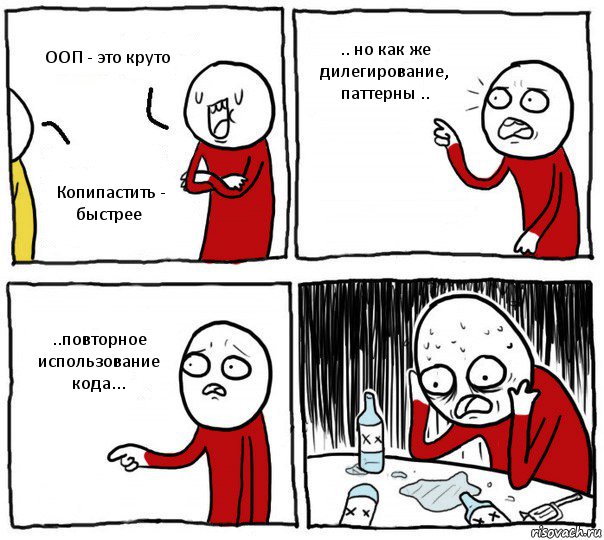 ООП - это круто
Копипастить -
быстрее
.. но как же
дилегирование,
паттерны ..
..повторное
использование
кода...
x x
x x
x x
risovach.ru